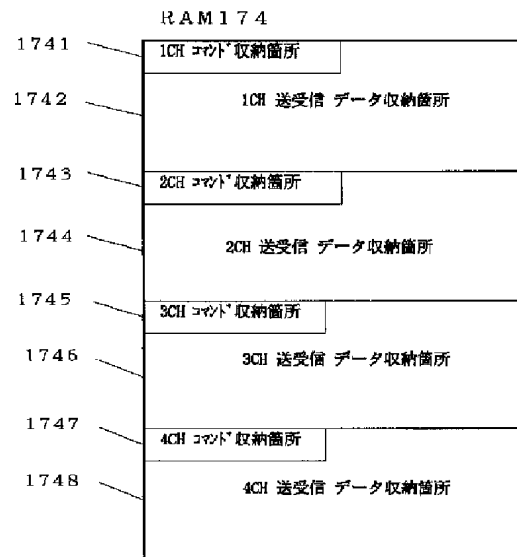 RAM174
1741
1CH コマンド収納箇所
1742
1CH 送受信 データ収納箇所
1743
2CH コマンド収納箇所
1744
2CH 送受信 データ収納箇所
1745
3CH コマンド収納箇所
1746
3CH 送受信 データ収納箇所
1747
4CH コマンド収納箇所
1748
4CH 送受信 データ収納箇所